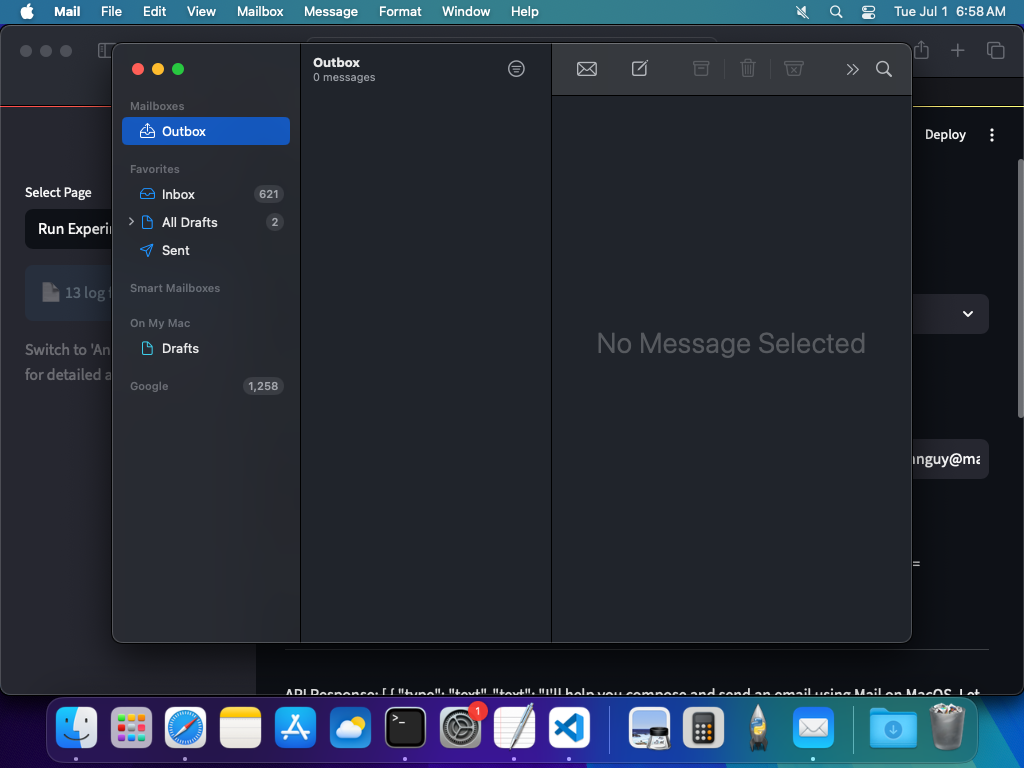 Mail File Edit View Mailbox Message Format Window Help Tue Jul 1 6:58 AM
Outbox
0 messages
Mailboxes
Outbox
Favorites
Inbox 621
All Drafts 2
Sent
Smart Mailboxes
On My Mac
Drafts
Google 1,258
No Message Selected
Deploy
Select Page
Run Experi
13 log
Switch to 'An
for detailed a
nguy@ma
=
API Response: [ { "type": "text", "text": "I'll help you compose and send an email using Mail on MacOS. Let
1